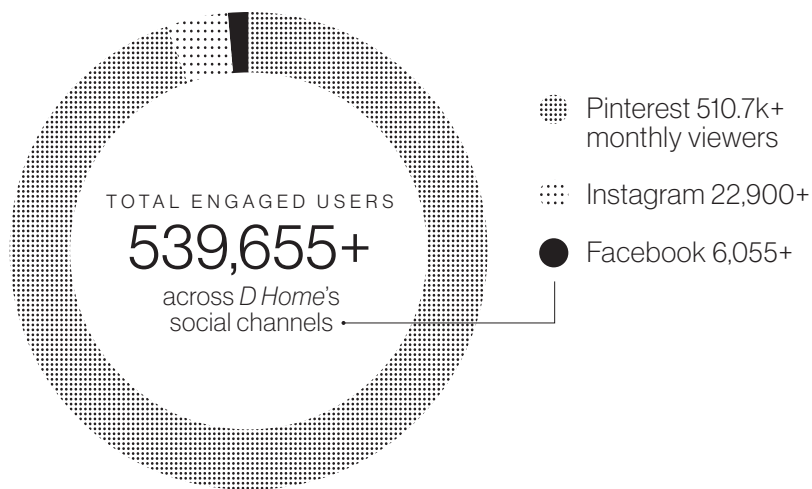 TOTAL ENGAGED USERS
539,655+
across D Home's
social channels
Pinterest 510.7k+
monthly viewers
Instagram 22,900+
Facebook 6,055+